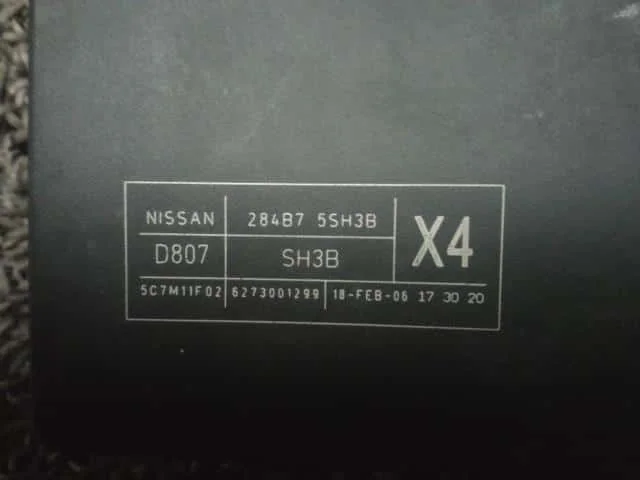 NISSAN 284B7 5SH3B X4
D807 SH3B
5C7M11F02 6273001299 18-FEB-06 17 30 20